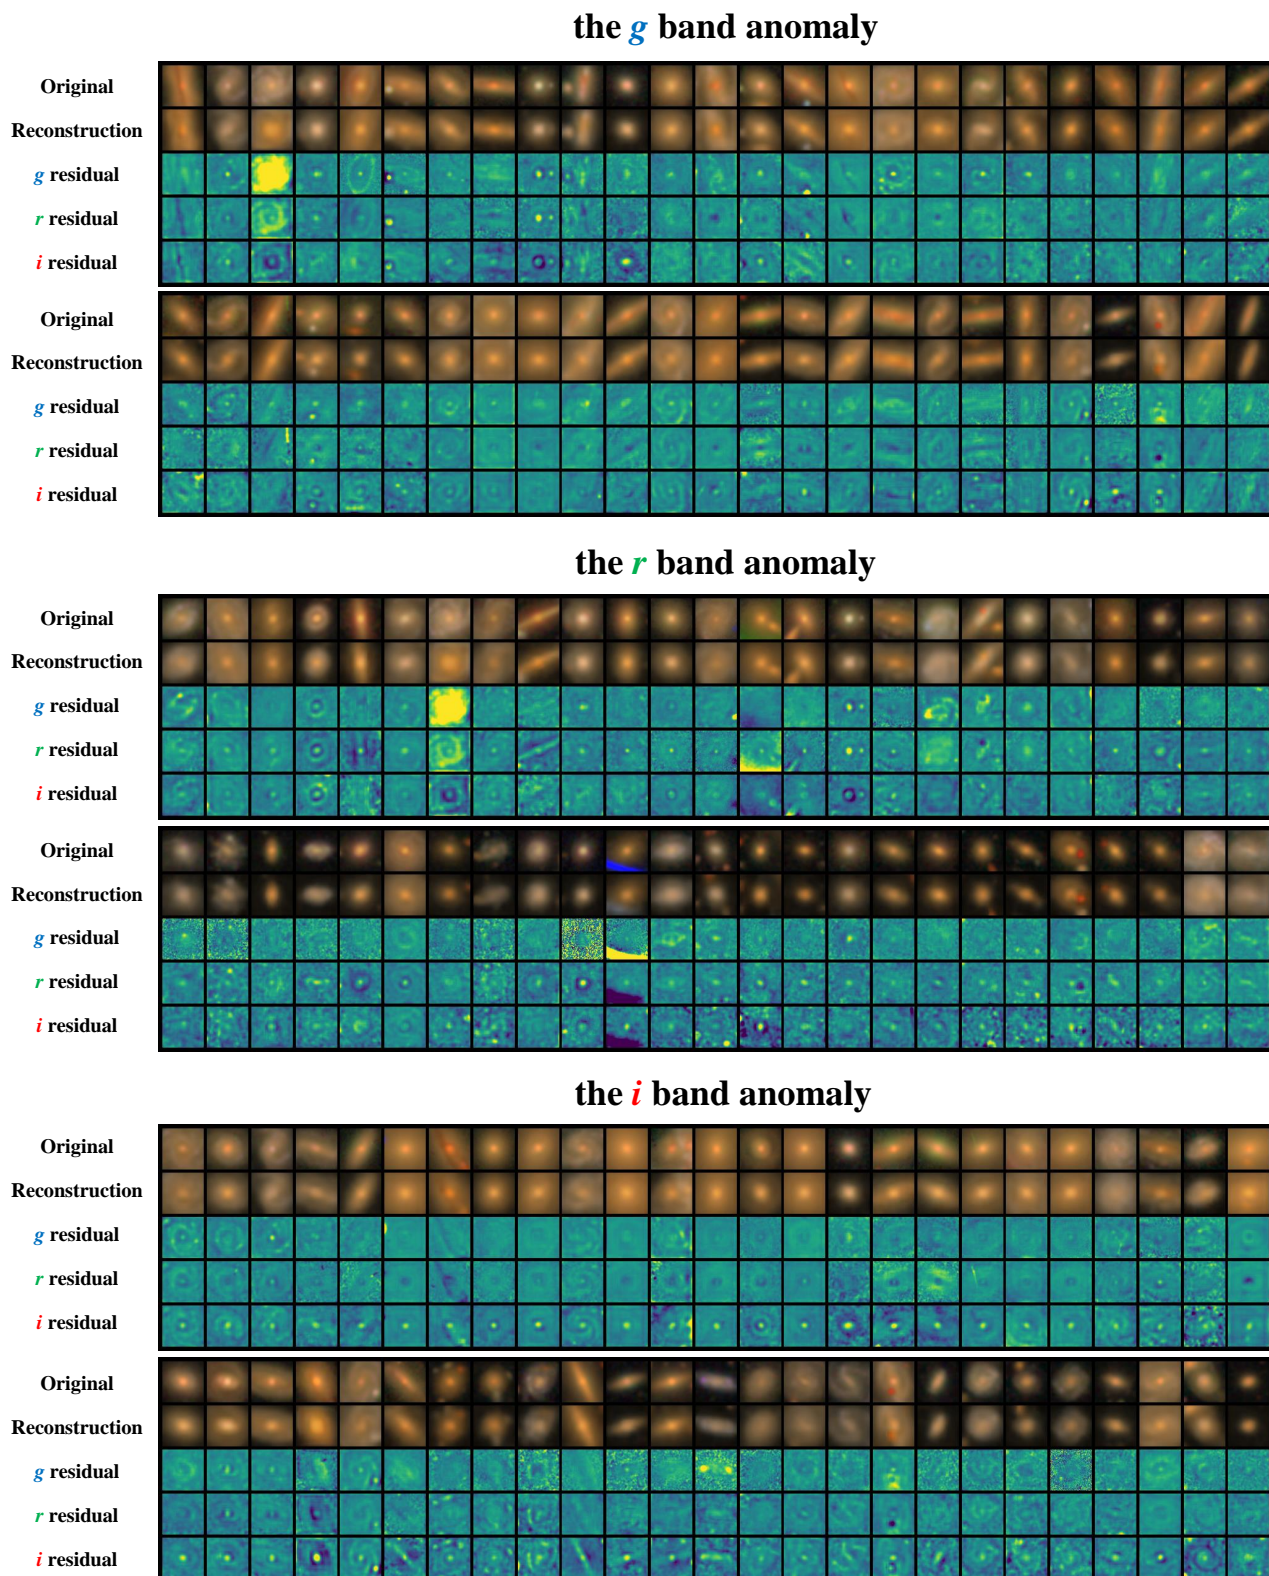 the g band anomaly
Original
Reconstruction
g residual
r residual
i residual
Original
Reconstruction
g residual
r residual
i residual
the r band anomaly
Original
Reconstruction
g residual
r residual
i residual
Original
Reconstruction
g residual
r residual
i residual
the i band anomaly
Original
Reconstruction
g residual
r residual
i residual
Original
Reconstruction
g residual
r residual
i residual